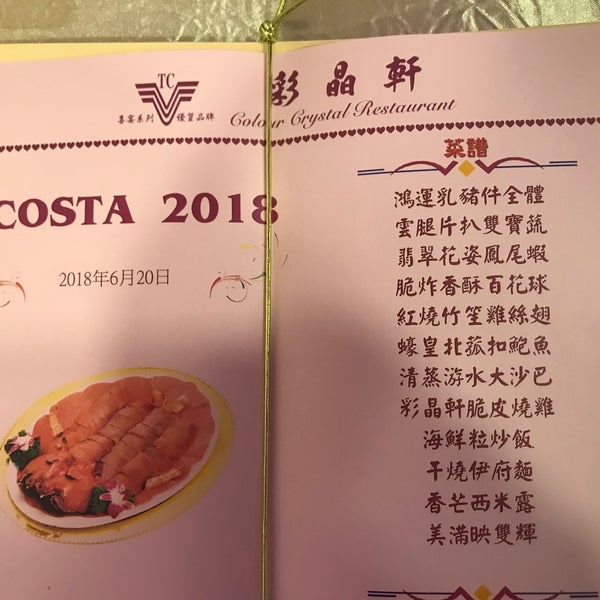 TC
喜宴系列 優質品牌
彩晶軒
Colour Crystal Restaurant
COSTA 2018
2018年6月20日
菜譜
鴻運乳豬件全體
雲腿片扒雙寶蔬
翡翠花姿鳳尾蝦
脆炸香酥百花球
紅燒竹笙雞絲翅
蠔皇北菰扣鮑魚
清蒸游水大沙巴
彩晶軒脆皮燒雞
海鮮粒炒飯
干燒伊府麵
香芒西米露
美滿映雙輝